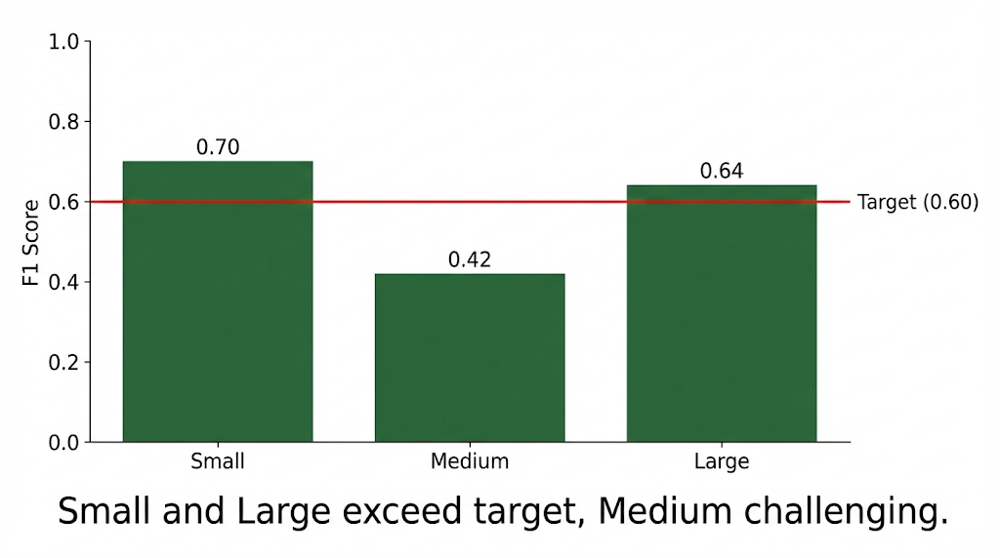 1.0
0.8
0.6
0.4
0.2
0.0
F1 Score
0.70
0.42
0.64
Target (0.60)
Small
Medium
Large
Small and Large exceed target, Medium challenging.